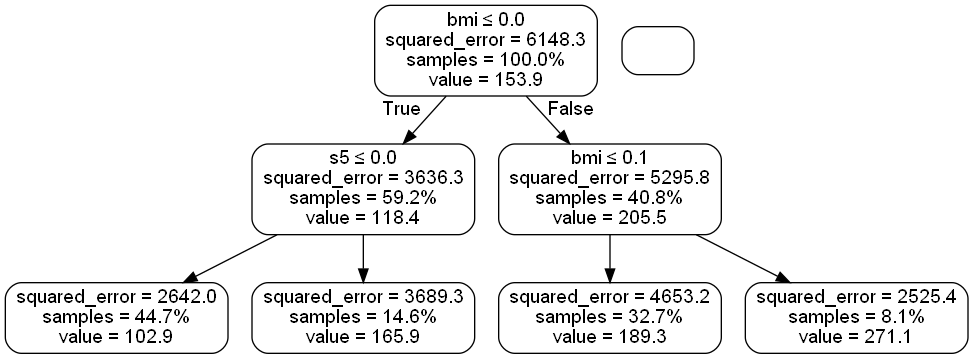 bmi ≤ 0.0
squared_error = 6148.3
samples = 100.0%
value = 153.9
True
False
s5 ≤ 0.0
squared_error = 3636.3
samples = 59.2%
value = 118.4
bmi ≤ 0.1
squared_error = 5295.8
samples = 40.8%
value = 205.5
squared_error = 2642.0
samples = 44.7%
value = 102.9
squared_error = 3689.3
samples = 14.6%
value = 165.9
squared_error = 4653.2
samples = 32.7%
value = 189.3
squared_error = 2525.4
samples = 8.1%
value = 271.1